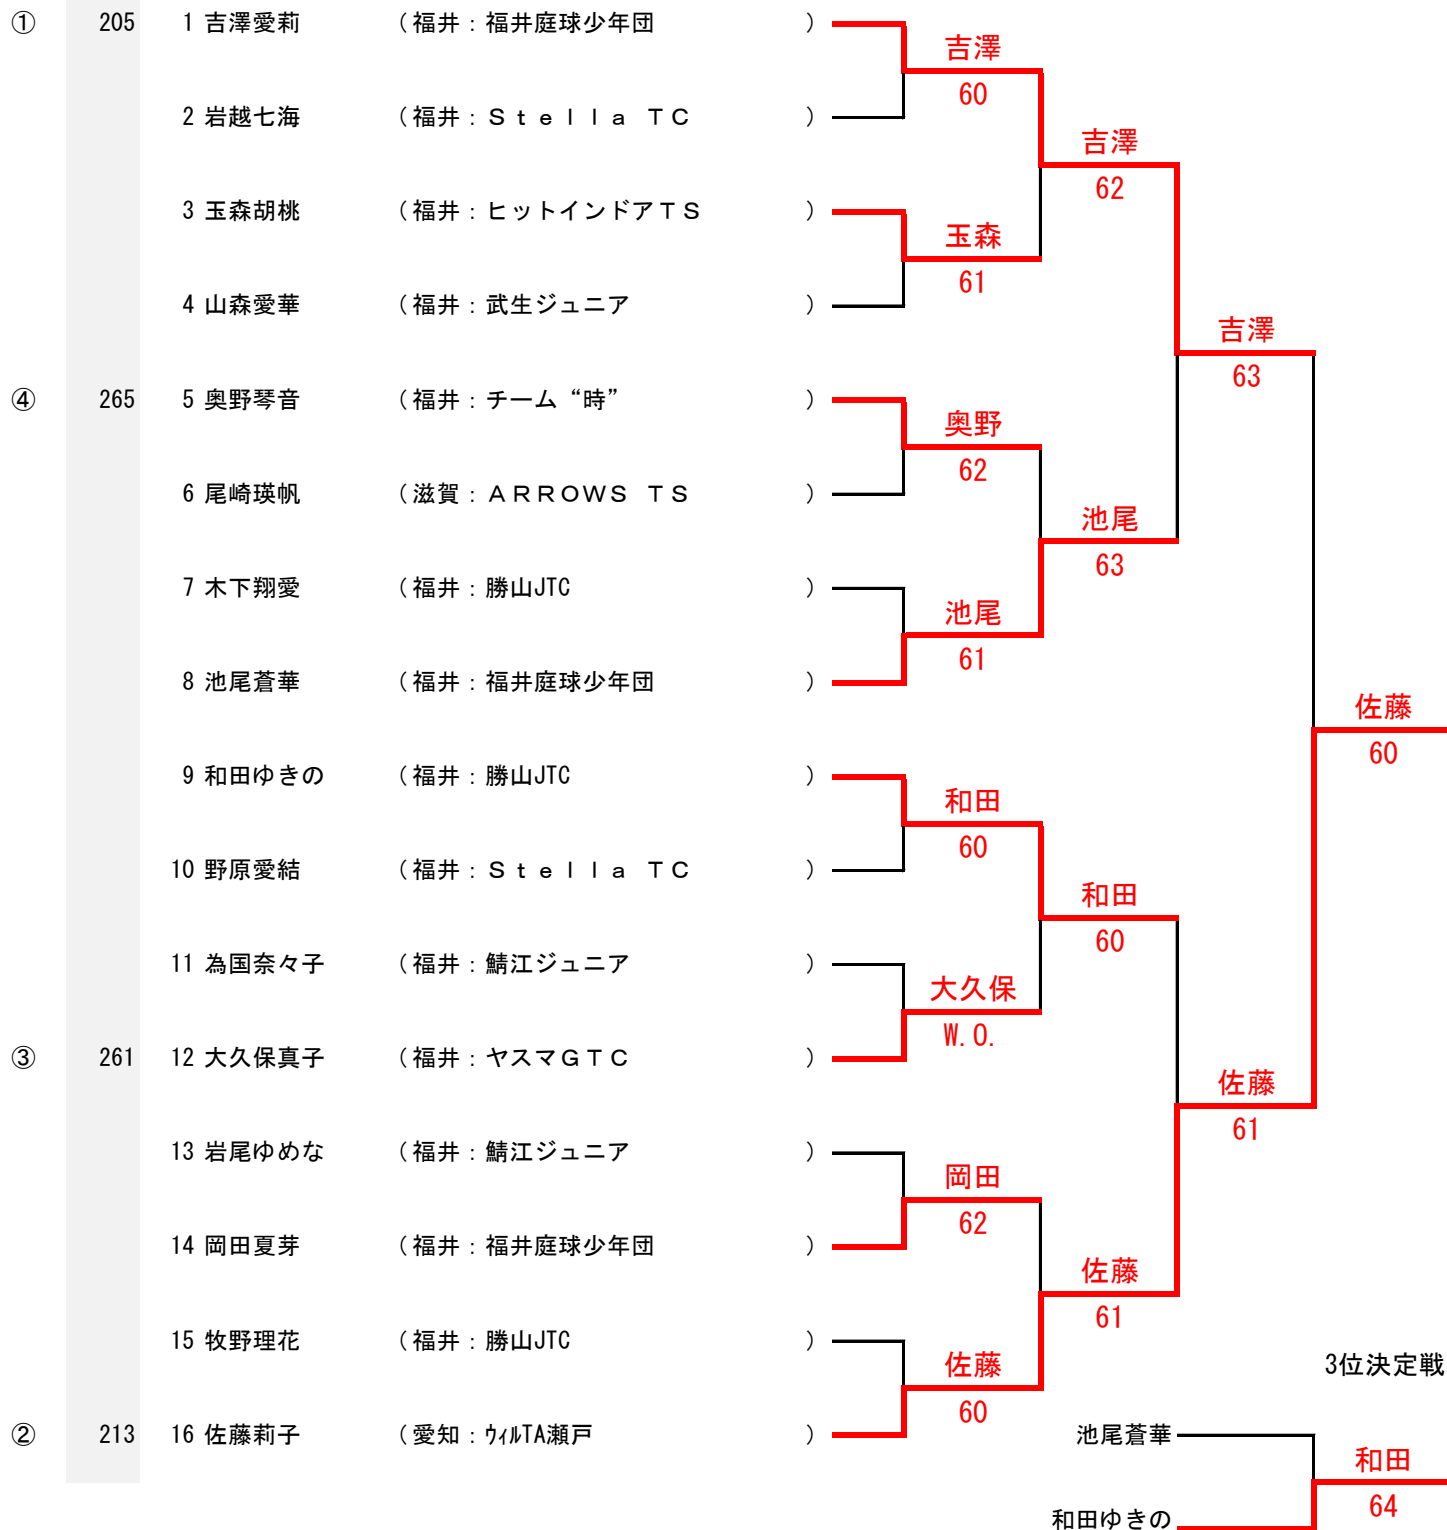 ① 205 1 吉澤愛莉 （福井：福井庭球少年団 ）
吉澤
60
2 岩越七海 （福井：Ｓｔｅｌｌａ ＴＣ ）
吉澤
62
3 玉森胡桃 （福井：ヒットインドアＴＳ ）
玉森
61
4 山森愛華 （福井：武生ジュニア ）
吉澤
63
④ 265 5 奥野琴音 （福井：チーム“時” ）
奥野
62
6 尾崎瑛帆 （滋賀：ＡＲＲＯＷＳ ＴＳ ）
池尾
63
7 木下翔愛 （福井：勝山JTC ）
池尾
61
8 池尾蒼華 （福井：福井庭球少年団 ）
佐藤
60
9 和田ゆきの （福井：勝山JTC ）
和田
60
10 野原愛結 （福井：Ｓｔｅｌｌａ ＴＣ ）
和田
60
11 為国奈々子 （福井：鯖江ジュニア ）
大久保
W.O.
③ 261 12 大久保真子 （福井：ヤスマＧＴＣ ）
佐藤
61
13 岩尾ゆめな （福井：鯖江ジュニア ）
岡田
62
14 岡田夏芽 （福井：福井庭球少年団 ）
佐藤
61
15 牧野理花 （福井：勝山JTC ）
佐藤
60
3位決定戦
② 213 16 佐藤莉子 （愛知：ｳｨﾙTA瀬戸 ）
池尾蒼華
和田
64
和田ゆきの